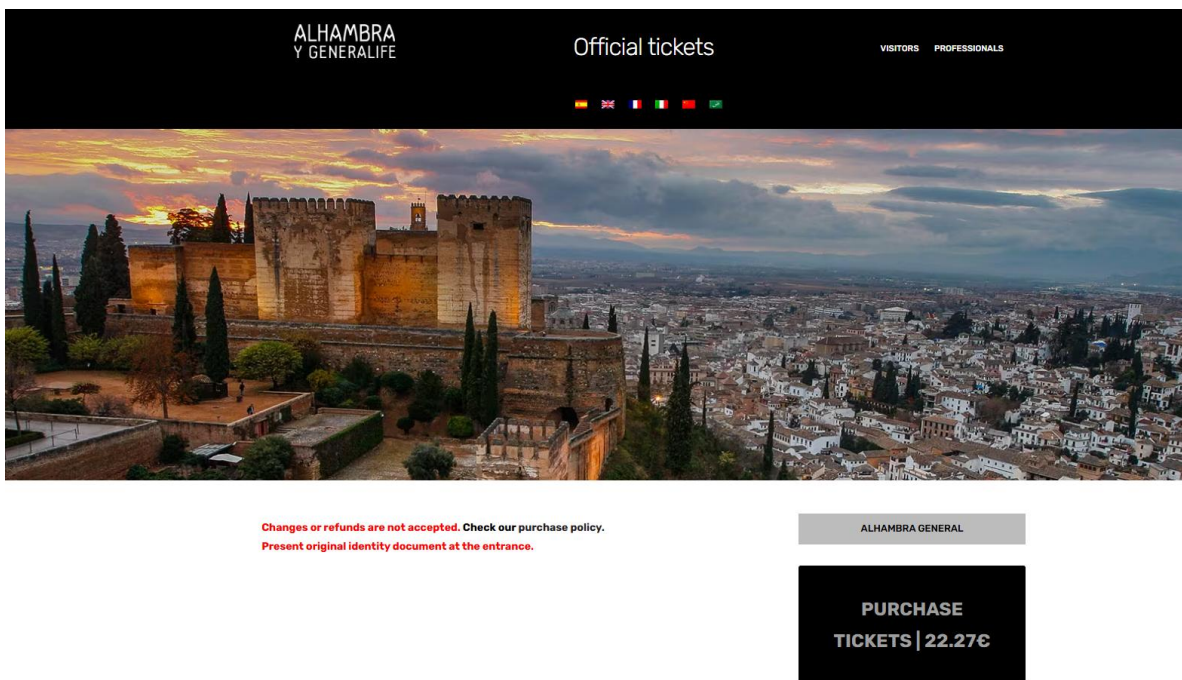 ALHAMBRA
Y GENERALIFE
Official tickets
VISITORS PROFESSIONALS
Changes or refunds are not accepted. Check our purchase policy.
Present original identity document at the entrance.
ALHAMBRA GENERAL
PURCHASE
TICKETS | 22.27€